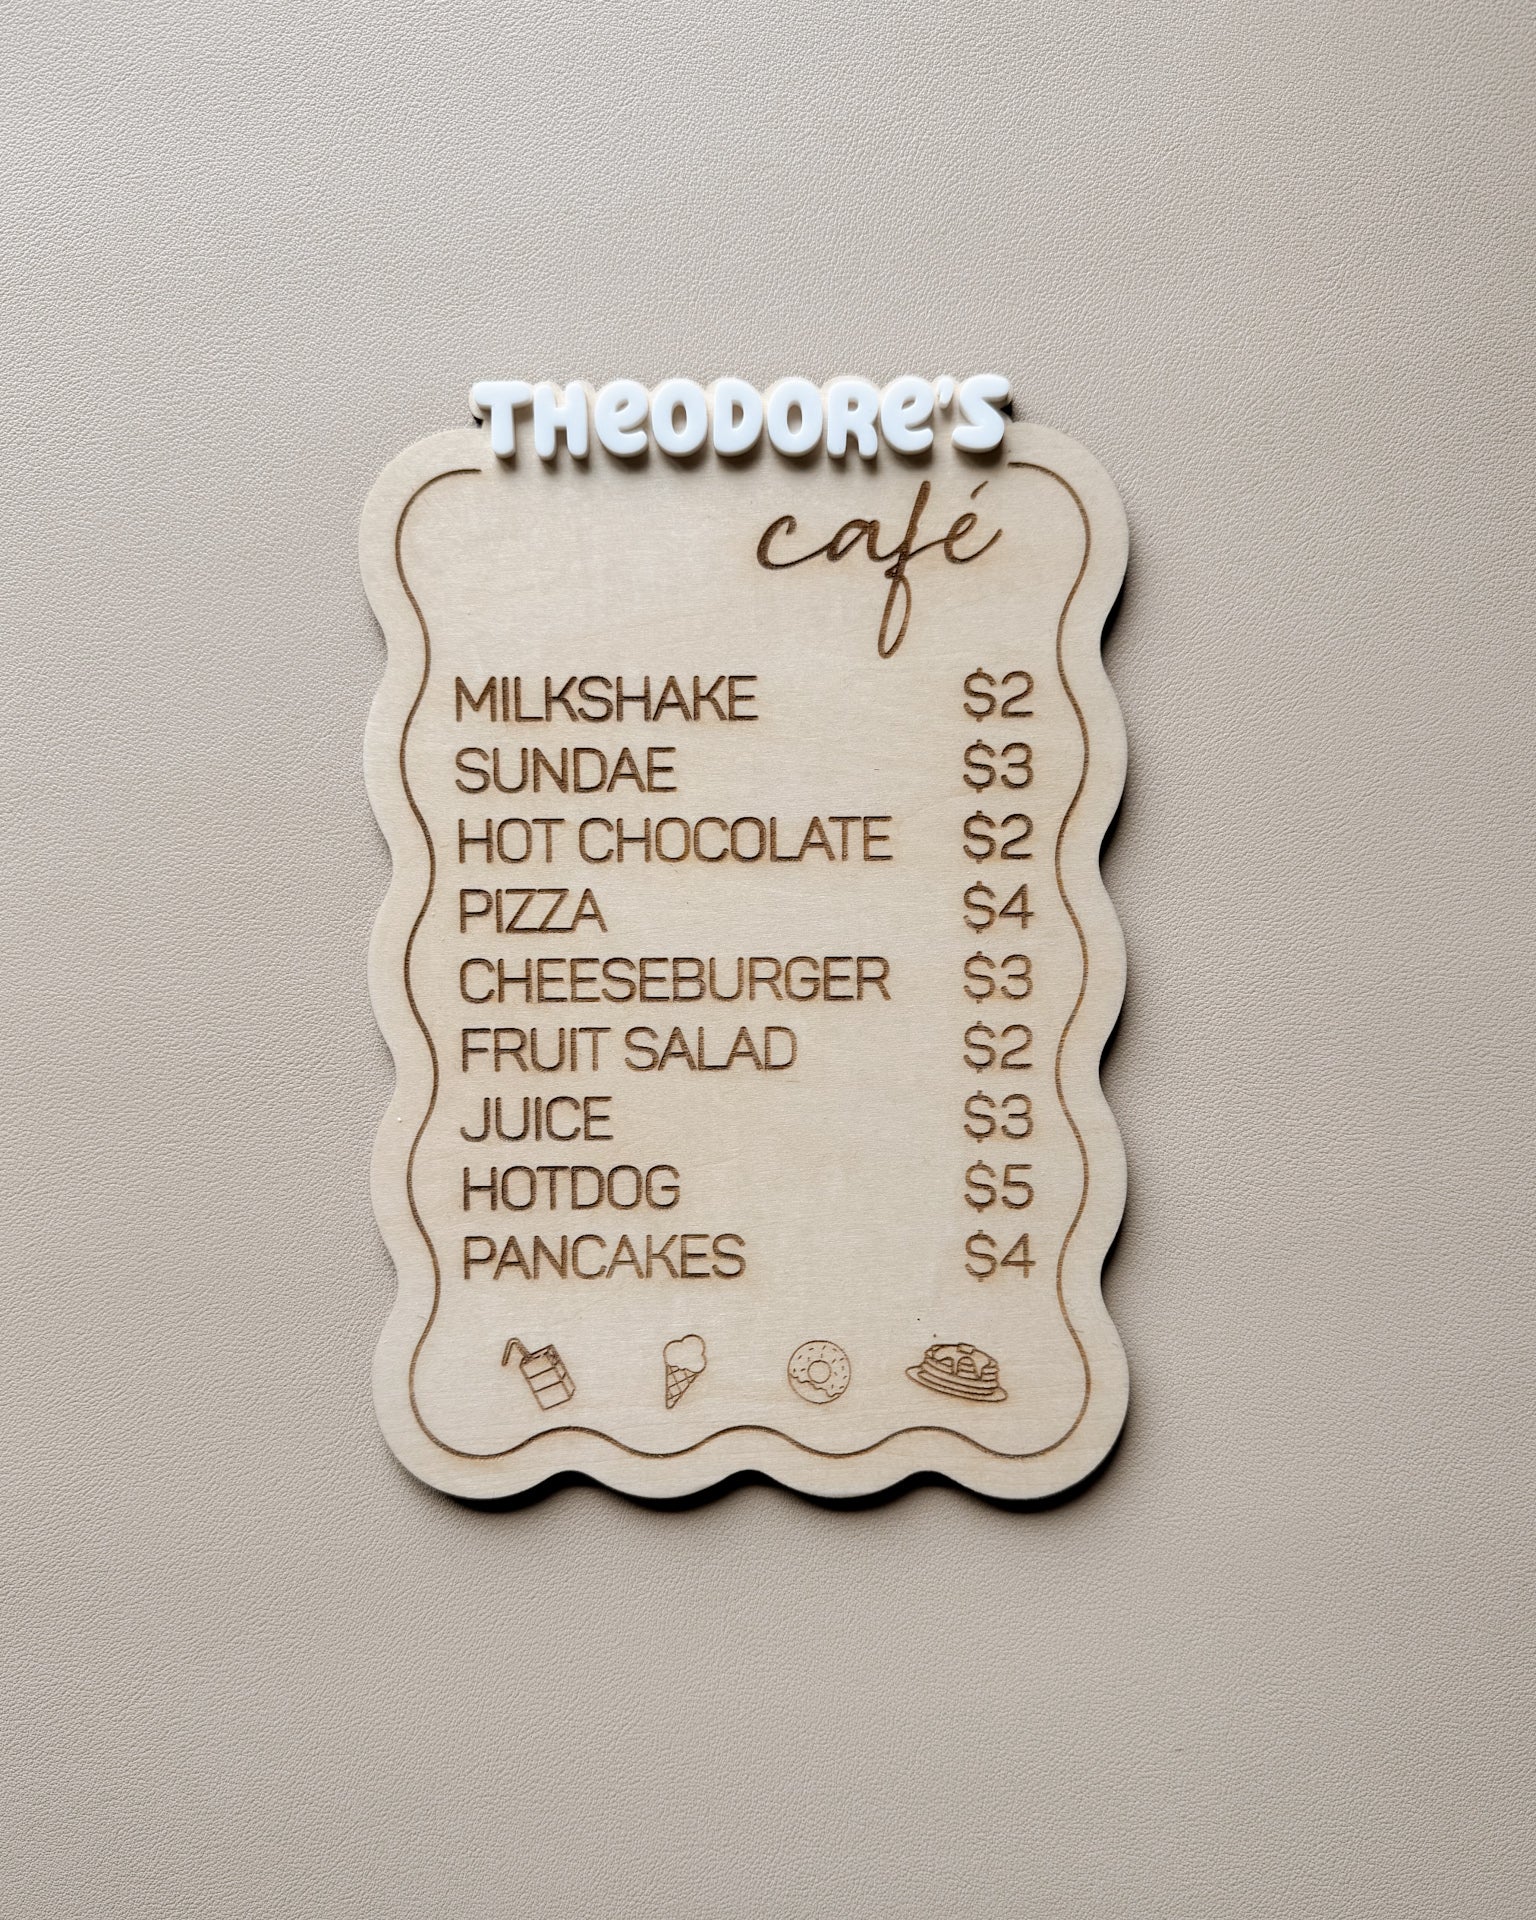 THEODORE'S
café
MILKSHAKE $2
SUNDAE $3
HOT CHOCOLATE $2
PIZZA $4
CHEESEBURGER $3
FRUIT SALAD $2
JUICE $3
HOTDOG $5
PANCAKES $4